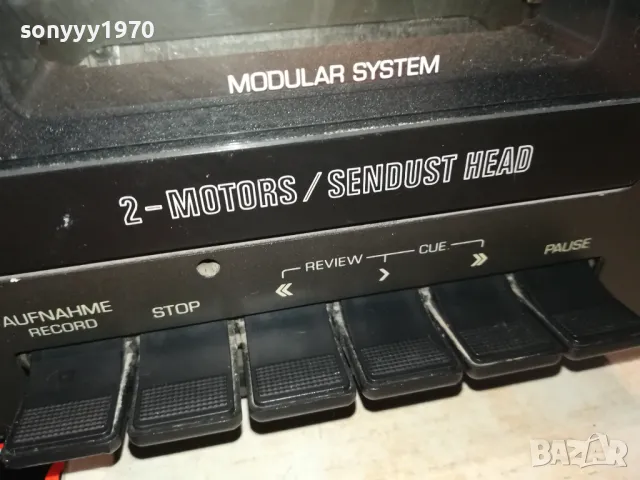 sonyyy1970
MODULAR SYSTEM
2-MOTORS / SENDUST HEAD
AUFNAHME
RECORD
STOP
REVIEW
CUE
PAUSE
BAZAR